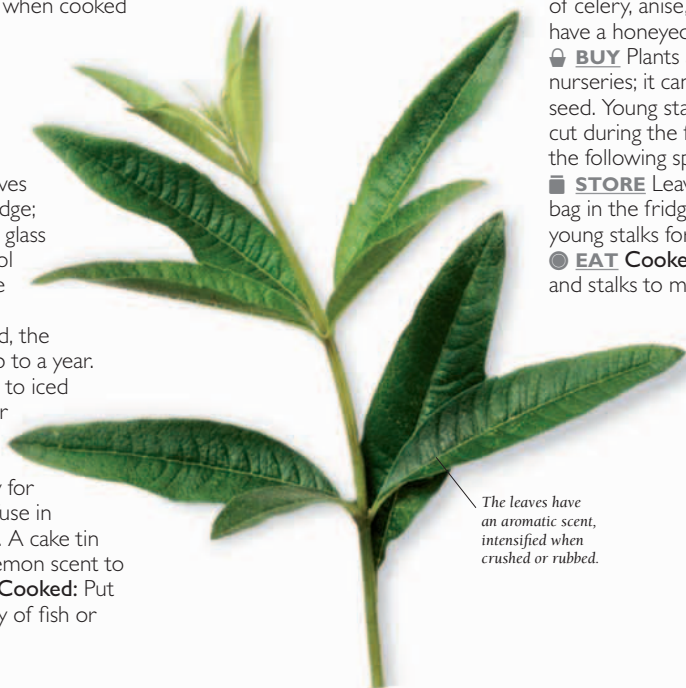 when cooked
ves
dge;
glass
ol
e
d, the
p to a year.
to iced
r
y for
use in
A cake tin
emon scent to
Cooked: Put
y of fish or
of celery, anise,
have a honeyed
BUY Plants
nurseries; it can
seed. Young sta
cut during the f
the following sp
STORE Leav
bag in the fridg
young stalks for
EAT Cooke
and stalks to m
The leaves have
an aromatic scent,
intensified when
crushed or rubbed.